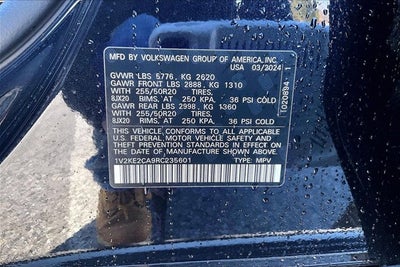 MFD BY VOLKSWAGEN GROUP OF AMERICA, INC.
USA 03/2024
GVWR LBS 5776, KG 2620
GAWR FRONT LBS 2888, KG 1310
WITH 255/50R20 TIRES,
8JX20 RIMS, AT 250 KPA, 36 PSI COLD
GAWR REAR LBS 2998, KG 1360
WITH 255/50R20 TIRES,
8JX20 RIMS, AT 250 KPA, 36 PSI COLD
THIS VEHICLE CONFORMS TO ALL APPLICABLE
U.S. FEDERAL MOTOR VEHICLE SAFETY AND
THEFT PREVENTION STANDARDS IN EFFECT ON
THE DATE OF MANUFACTURE SHOWN ABOVE
1V2KE2CA9RC235601 TYPE: MPV
1020894